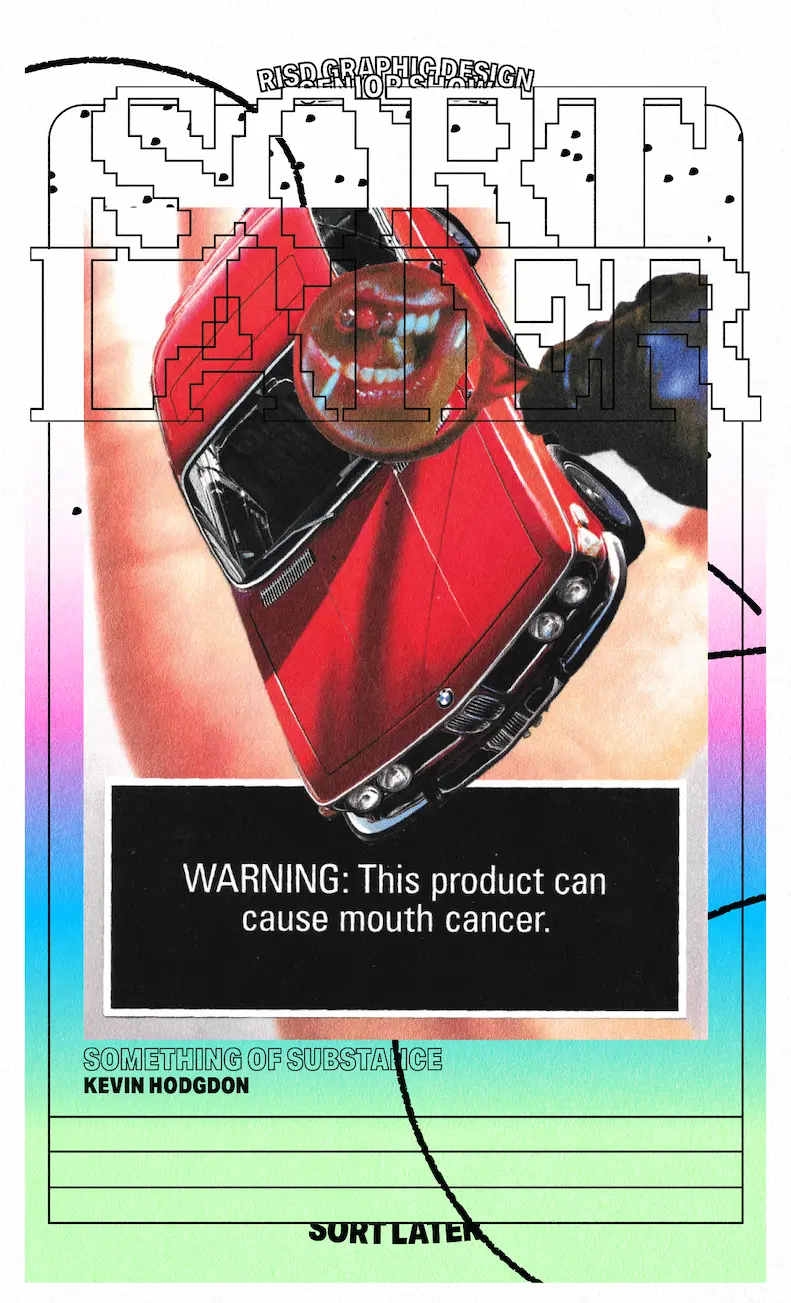 RISD GRAPHIC DESIGN
SENIOR SHOW
SORT
LATER
WARNING: This product can
cause mouth cancer.
SOMETHING OF SUBSTANCE
KEVIN HODGDON
SORT LATER